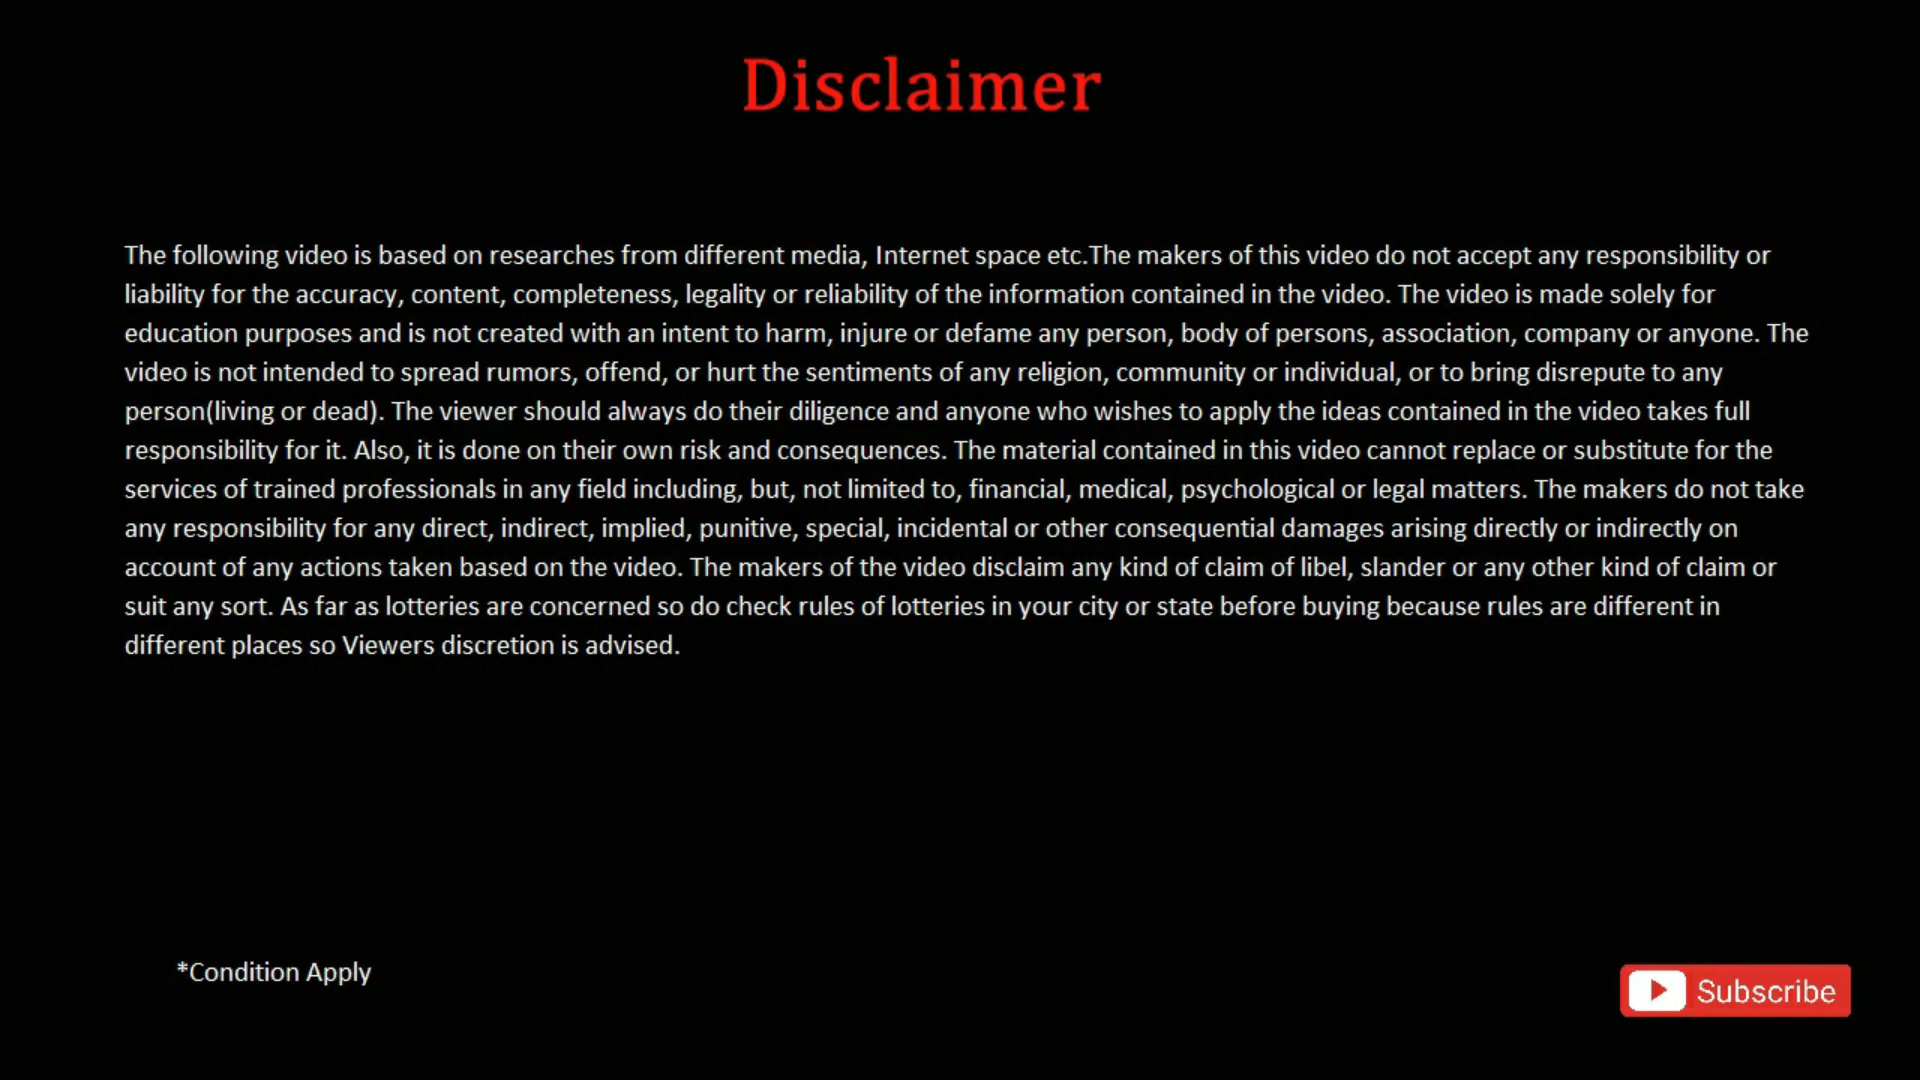 Disclaimer
The following video is based on researches from different media, Internet space etc.The makers of this video do not accept any responsibility or
liability for the accuracy, content, completeness, legality or reliability of the information contained in the video. The video is made solely for
education purposes and is not created with an intent to harm, injure or defame any person, body of persons, association, company or anyone. The
video is not intended to spread rumors, offend, or hurt the sentiments of any religion, community or individual, or to bring disrepute to any
person(living or dead). The viewer should always do their diligence and anyone who wishes to apply the ideas contained in the video takes full
responsibility for it. Also, it is done on their own risk and consequences. The material contained in this video cannot replace or substitute for the
services of trained professionals in any field including, but, not limited to, financial, medical, psychological or legal matters. The makers do not take
any responsibility for any direct, indirect, implied, punitive, special, incidental or other consequential damages arising directly or indirectly on
account of any actions taken based on the video. The makers of the video disclaim any kind of claim of libel, slander or any other kind of claim or
suit any sort. As far as lotteries are concerned so do check rules of lotteries in your city or state before buying because rules are different in
different places so Viewers discretion is advised.
*Condition Apply
Subscribe